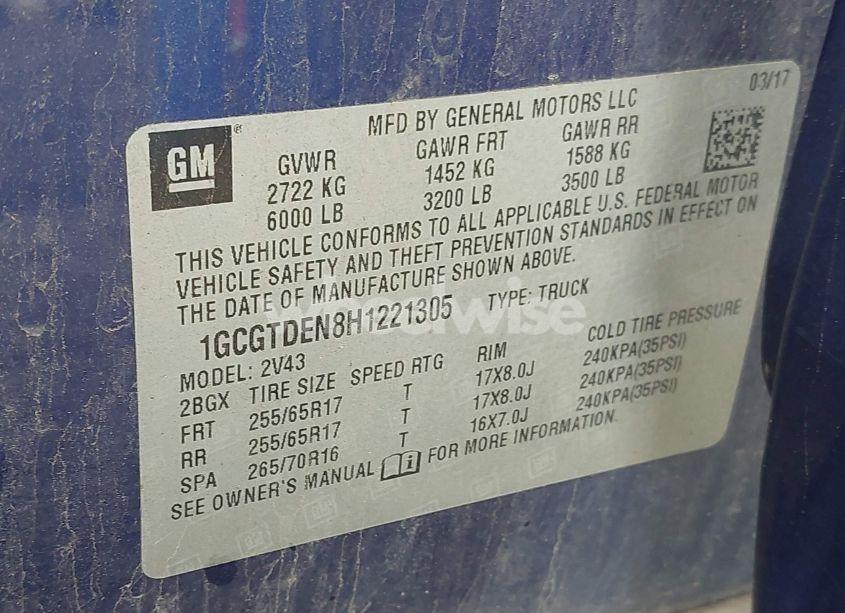 03/17
MFD BY GENERAL MOTORS LLC
GM®
GVWR GAWR FRT GAWR RR
2722 KG 1452 KG 1588 KG
6000 LB 3200 LB 3500 LB
THIS VEHICLE CONFORMS TO ALL APPLICABLE U.S. FEDERAL MOTOR
VEHICLE SAFETY AND THEFT PREVENTION STANDARDS IN EFFECT ON
THE DATE OF MANUFACTURE SHOWN ABOVE.
1GCGTDEN8H1221305 TYPE: TRUCK
MODEL: 2V43
2BGX TIRE SIZE SPEED RTG RIM COLD TIRE PRESSURE
FRT 255/65R17 T 17X8.0J 240KPA(35PSI)
RR 255/65R17 T 17X8.0J 240KPA(35PSI)
SPA 265/70R16 T 16X7.0J 240KPA(35PSI)
SEE OWNER'S MANUAL FOR MORE INFORMATION.